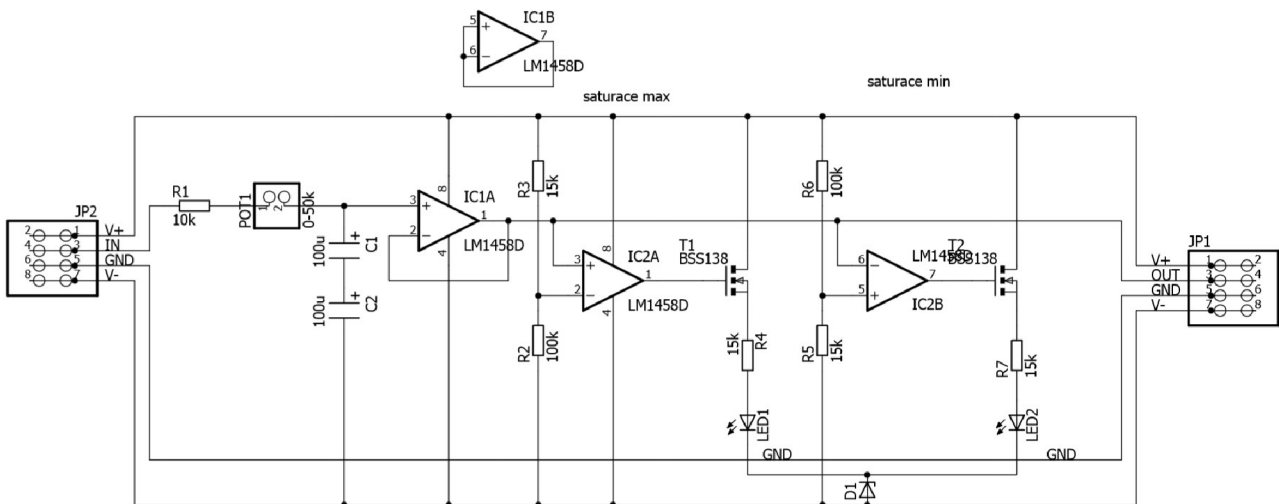 IC1B
5
+
7
6
−
LM1458D
saturace max
saturace min
JP2
2
1
V+
4
3
IN
6
5
GND
8
7
V-
R1
10k
POT1
1
2
0-50k
100u
+
C1
100u
+
C2
IC1A
8
3
+
1
2
−
4
LM1458D
R3
15k
R2
100k
IC2A
8
3
+
1
2
−
4
LM1458D
T1
BSS138
15k
R4
LED1
GND
R6
100k
R5
15k
LM1458D
6
−
7
5
+
IC2B
T2
BSS138
R7
15k
LED2
GND
D1
JP1
V+
1
2
OUT
3
4
GND
5
6
V-
7
8